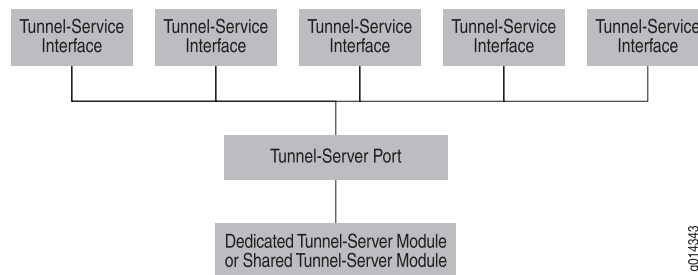 Tunnel-Service
Interface
Tunnel-Service
Interface
Tunnel-Service
Interface
Tunnel-Service
Interface
Tunnel-Service
Interface
Tunnel-Server Port
Dedicated Tunnel-Server Module
or Shared Tunnel-Server Module
g014343